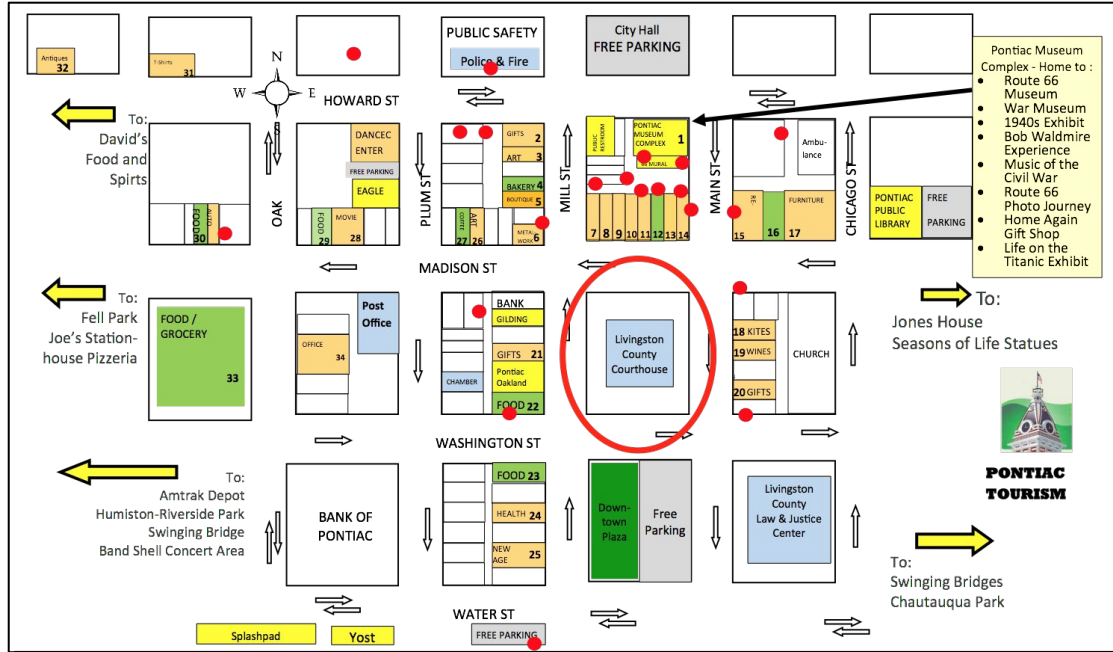 PUBLIC SAFETY
Police & Fire
City Hall
FREE PARKING
Antiques
32
T-Shirts
31
N
W
E
S
HOWARD ST
Pontiac Museum
Complex - Home to :
• Route 66
Museum
• War Museum
• 1940s Exhibit
• Bob Waldmire
Experience
• Music of the
Civil War
• Route 66
Photo Journey
• Home Again
Gift Shop
• Life on the
Titanic Exhibit
To:
David's
Food and
Spirts
OAK
DANCEC
ENTER
FREE PARKING
EAGLE
FOOD
29
MOVIE
28
FOOD
30
AUTO
PLUM ST
GIFTS 2
ART 3
BAKERY 4
BOUTIQUE 5
METAL
WORK 6
COFFEE
27
ART
26
MILL ST
PUBLIC
RESTROOM
PONTIAC
MUSEUM
COMPLEX 1
66 MURAL
7 8 9 10 11 12 13 14
MAIN ST
Ambu-
lance
RE-
15
16
FURNITURE
17
CHICAGO ST
PONTIAC
PUBLIC
LIBRARY
FREE
PARKING
MADISON ST
To:
Fell Park
Joe's Station-
house Pizzeria
FOOD /
GROCERY
33
Post
Office
OFFICE
34
BANK
GILDING
GIFTS 21
Pontiac
Oakland
CHAMBER
FOOD 22
Livingston
County
Courthouse
18 KITES
19 WINES
20 GIFTS
CHURCH
To:
Jones House
Seasons of Life Statues
PONTIAC
TOURISM
WASHINGTON ST
To:
Amtrak Depot
Humiston-Riverside Park
Swinging Bridge
Band Shell Concert Area
BANK OF
PONTIAC
FOOD 23
HEALTH 24
NEW
AGE 25
Down-
town
Plaza
Free
Parking
Livingston
County
Law & Justice
Center
To:
Swinging Bridges
Chautauqua Park
WATER ST
Splashpad
Yost
FREE PARKING